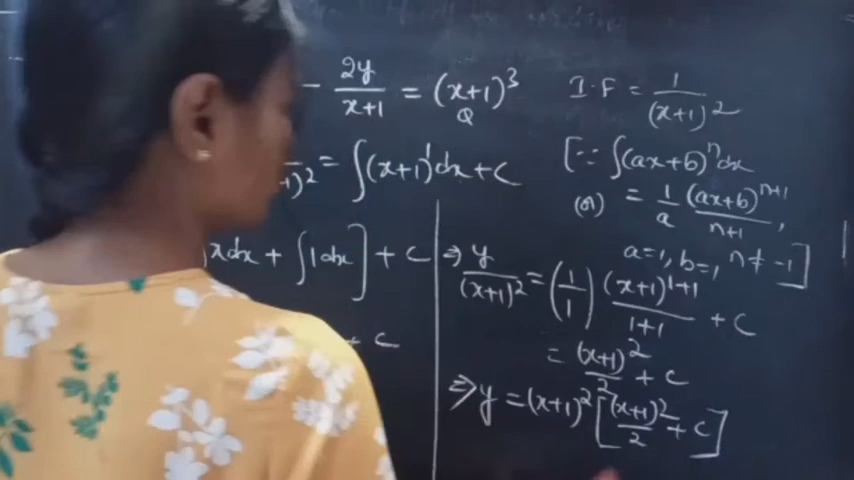 - 2y/(x+1) = (x+1)^3
Q
I.F = 1/(x+1)^2
-1)^2 = ∫(x+1)^1 dx + C
[∵ ∫(ax+b)^n dx
(or) = 1/a (ax+b)^(n+1)/(n+1),
a=1, b=1, n ≠ -1]
x dx + ∫1dx] + C
+ C
⇒ y/(x+1)^2 = (1/1) (x+1)^(1+1)/(1+1) + C
= (x+1)^2/2 + C
⇒ y = (x+1)^2 [(x+1)^2/2 + C]